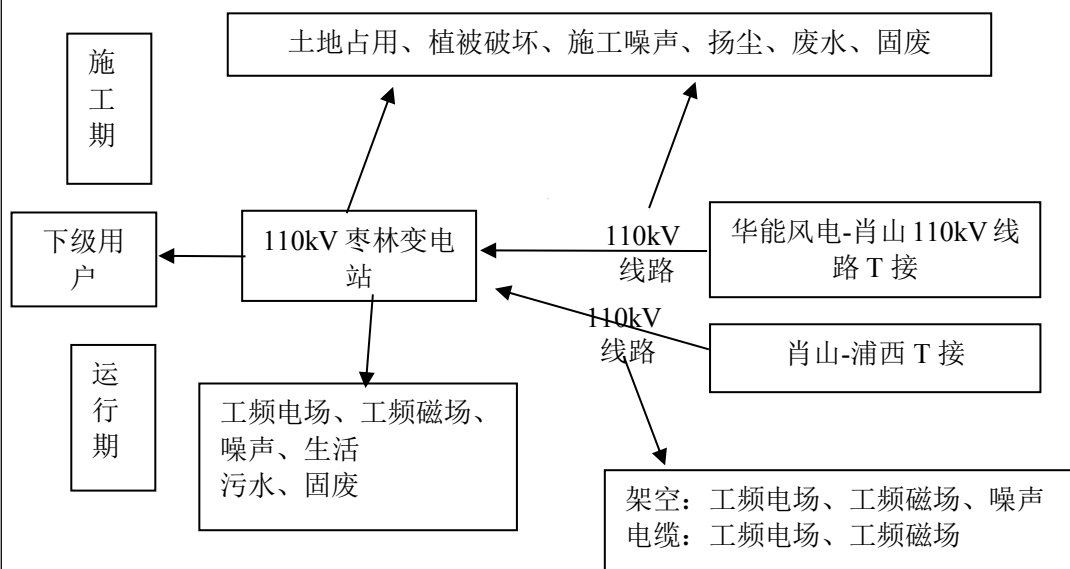 土地占用、植被破坏、施工噪声、扬尘、废水、固废
施
工
期
下级用
户
110kV 枣林变电
站
110kV
线路
华能风电-肖山 110kV 线
路 T 接
110kV
线路
肖山-浦西 T 接
运
行
期
工频电场、工频磁场、
噪声、生活
污水、固废
架空：工频电场、工频磁场、噪声
电缆：工频电场、工频磁场